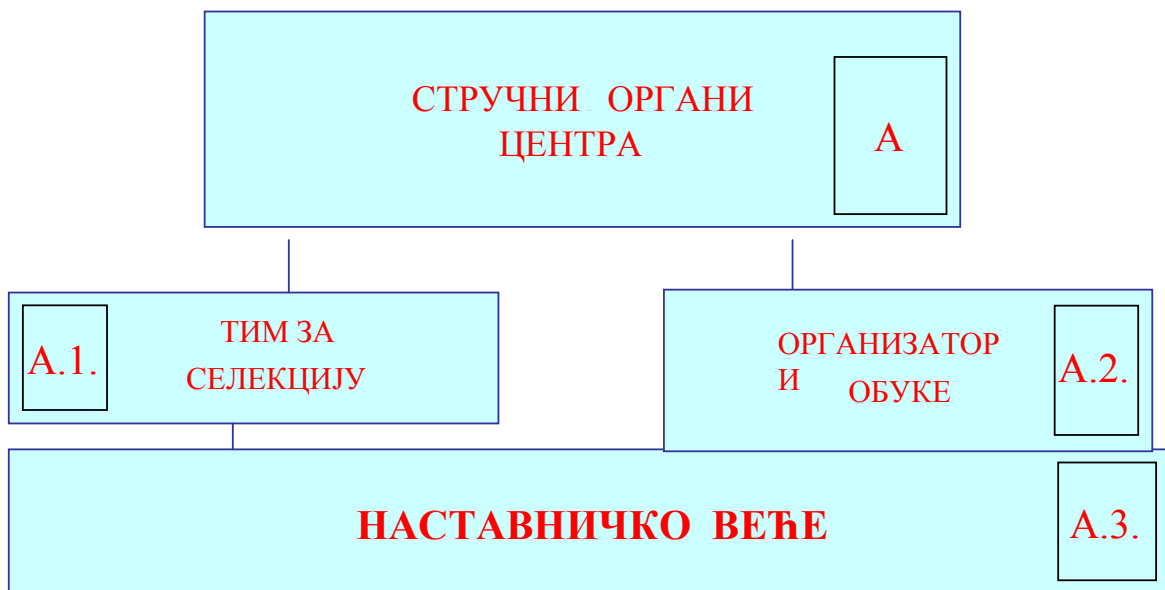 СТРУЧНИ ОРГАНИ
ЦЕНТРА
А
А.1.
ТИМ ЗА
СЕЛЕКЦИЈУ
ОРГАНИЗАТОР
И ОБУКЕ
А.2.
НАСТАВНИЧКО ВЕЋЕ
А.3.